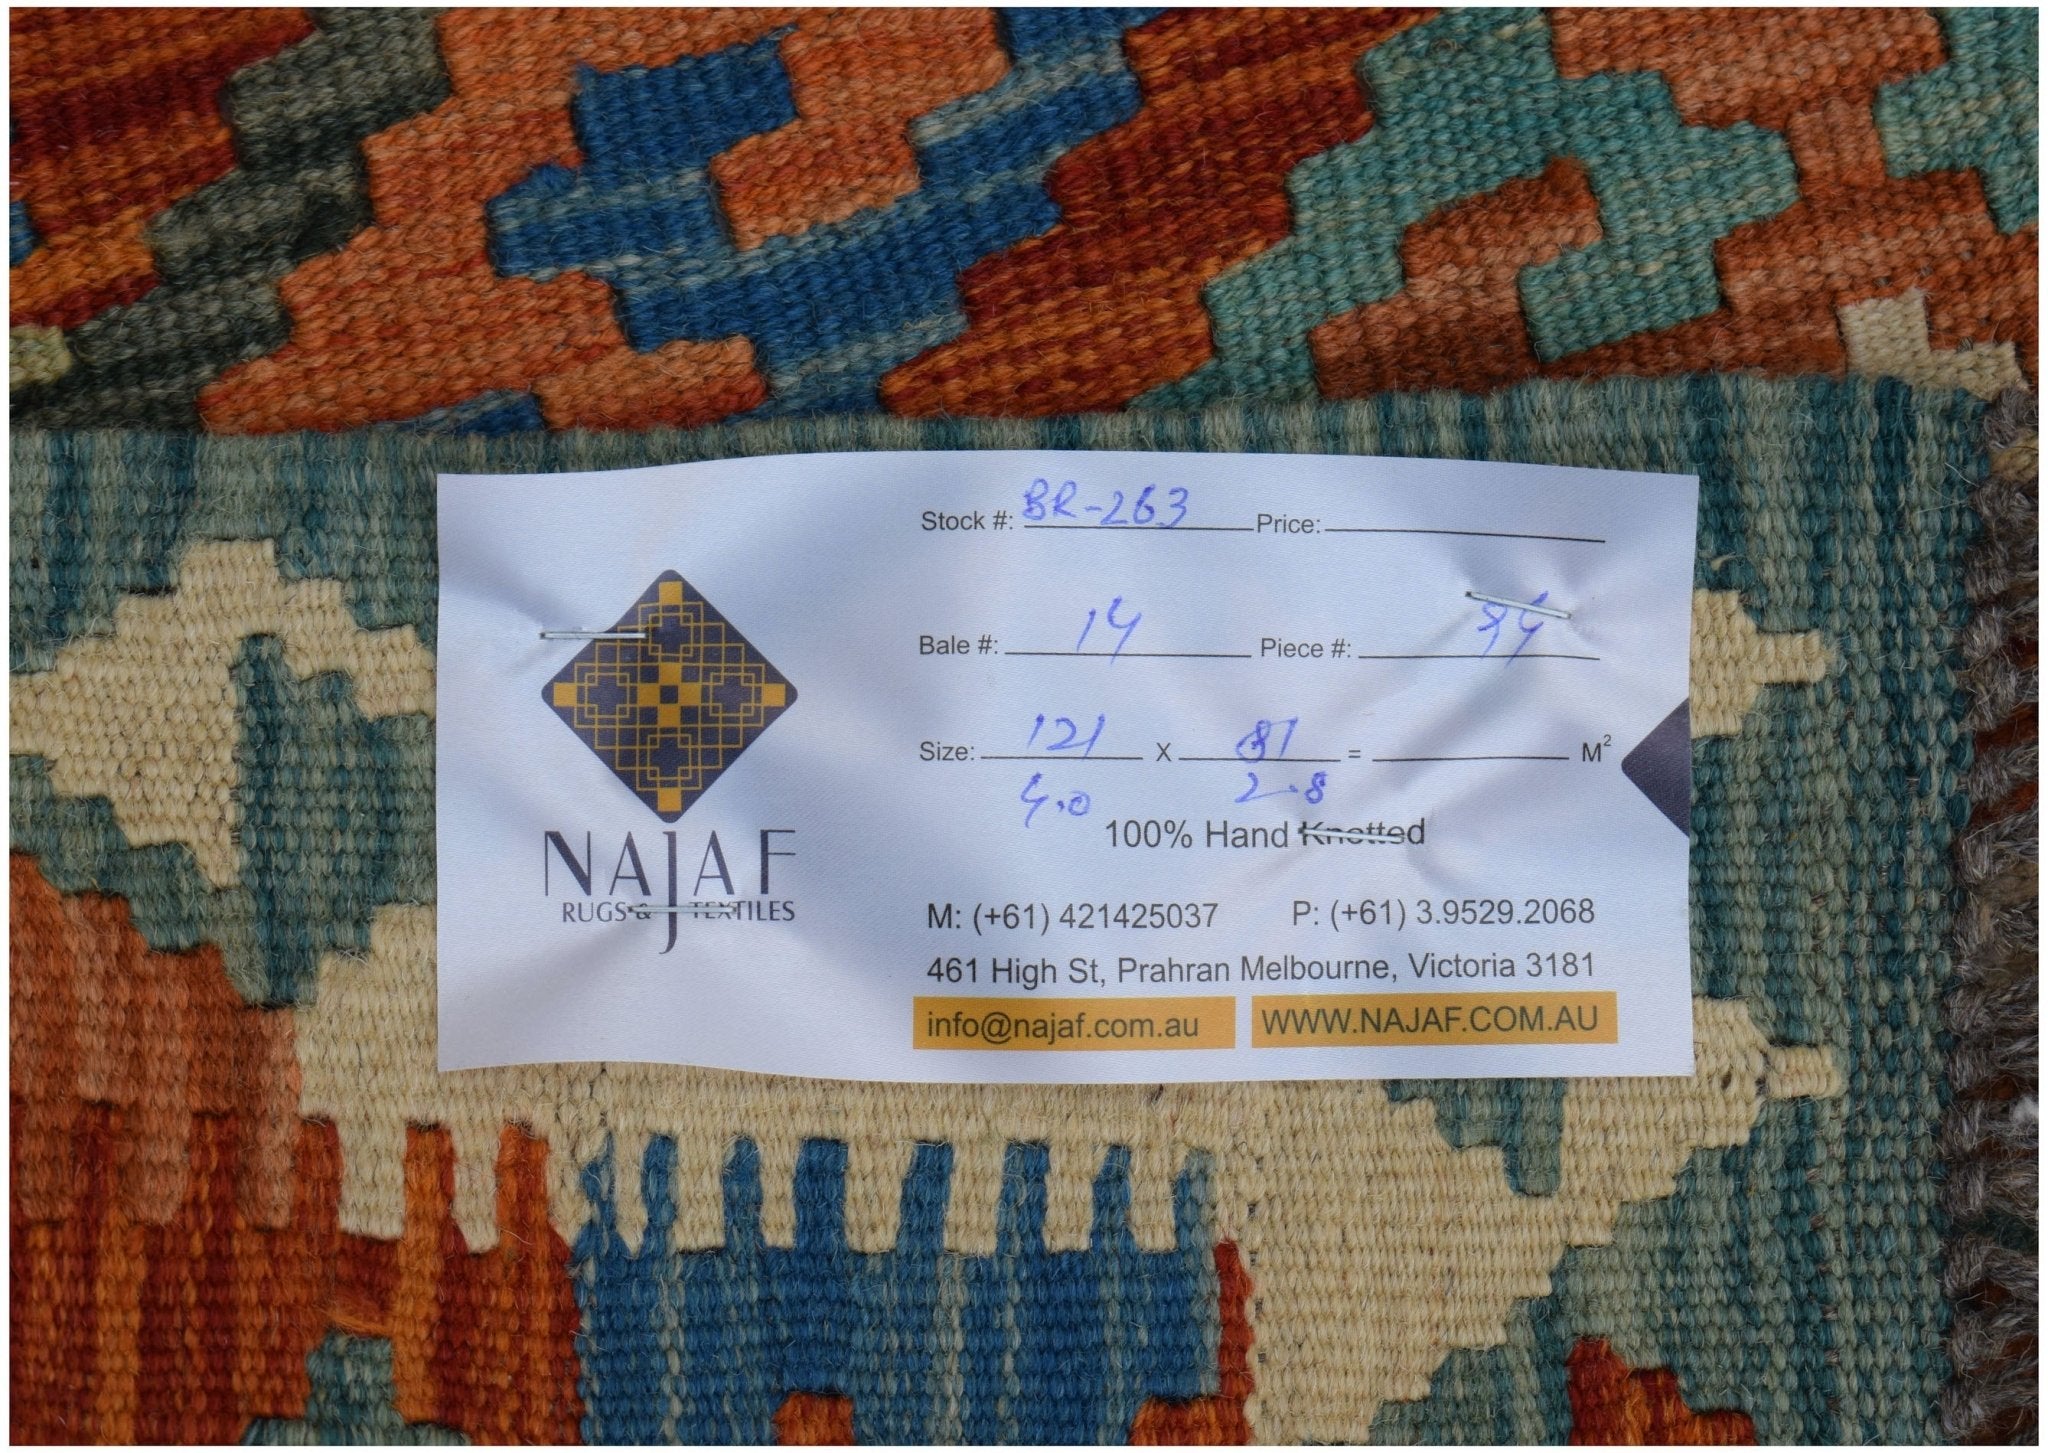 Stock #: BR-263 Price:
Bale #: 14 Piece #:
Size: 121 X 81 = M²
4.0 2.8
100% Hand Knotted
NAJAF
RUGS & TEXTILES
M: (+61) 421425037 P: (+61) 3.9529.2068
461 High St, Prahran Melbourne, Victoria 3181
info@najaf.com.au WWW.NAJAF.COM.AU